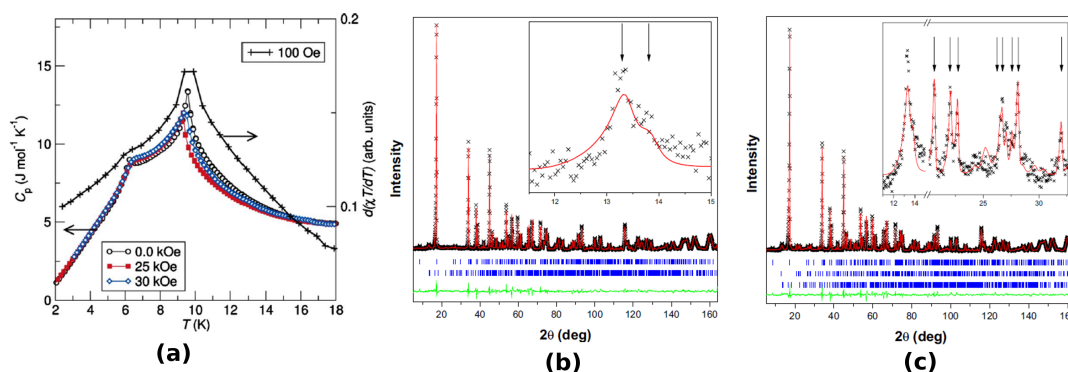 0.2
100 Oe
15
10
5
0
0.1
C_p (J mol⁻¹ K⁻¹)
d(χT/dT) (arb. units)
0.0 kOe
25 kOe
30 kOe
2 4 6 8 10 12 14 16 18
T (K)
(a)
Intensity
12 13 14 15
20 40 60 80 100 120 140 160
2θ (deg)
(b)
Intensity
12 14 25 30
20 40 60 80 100 120 140 160
2θ (deg)
(c)